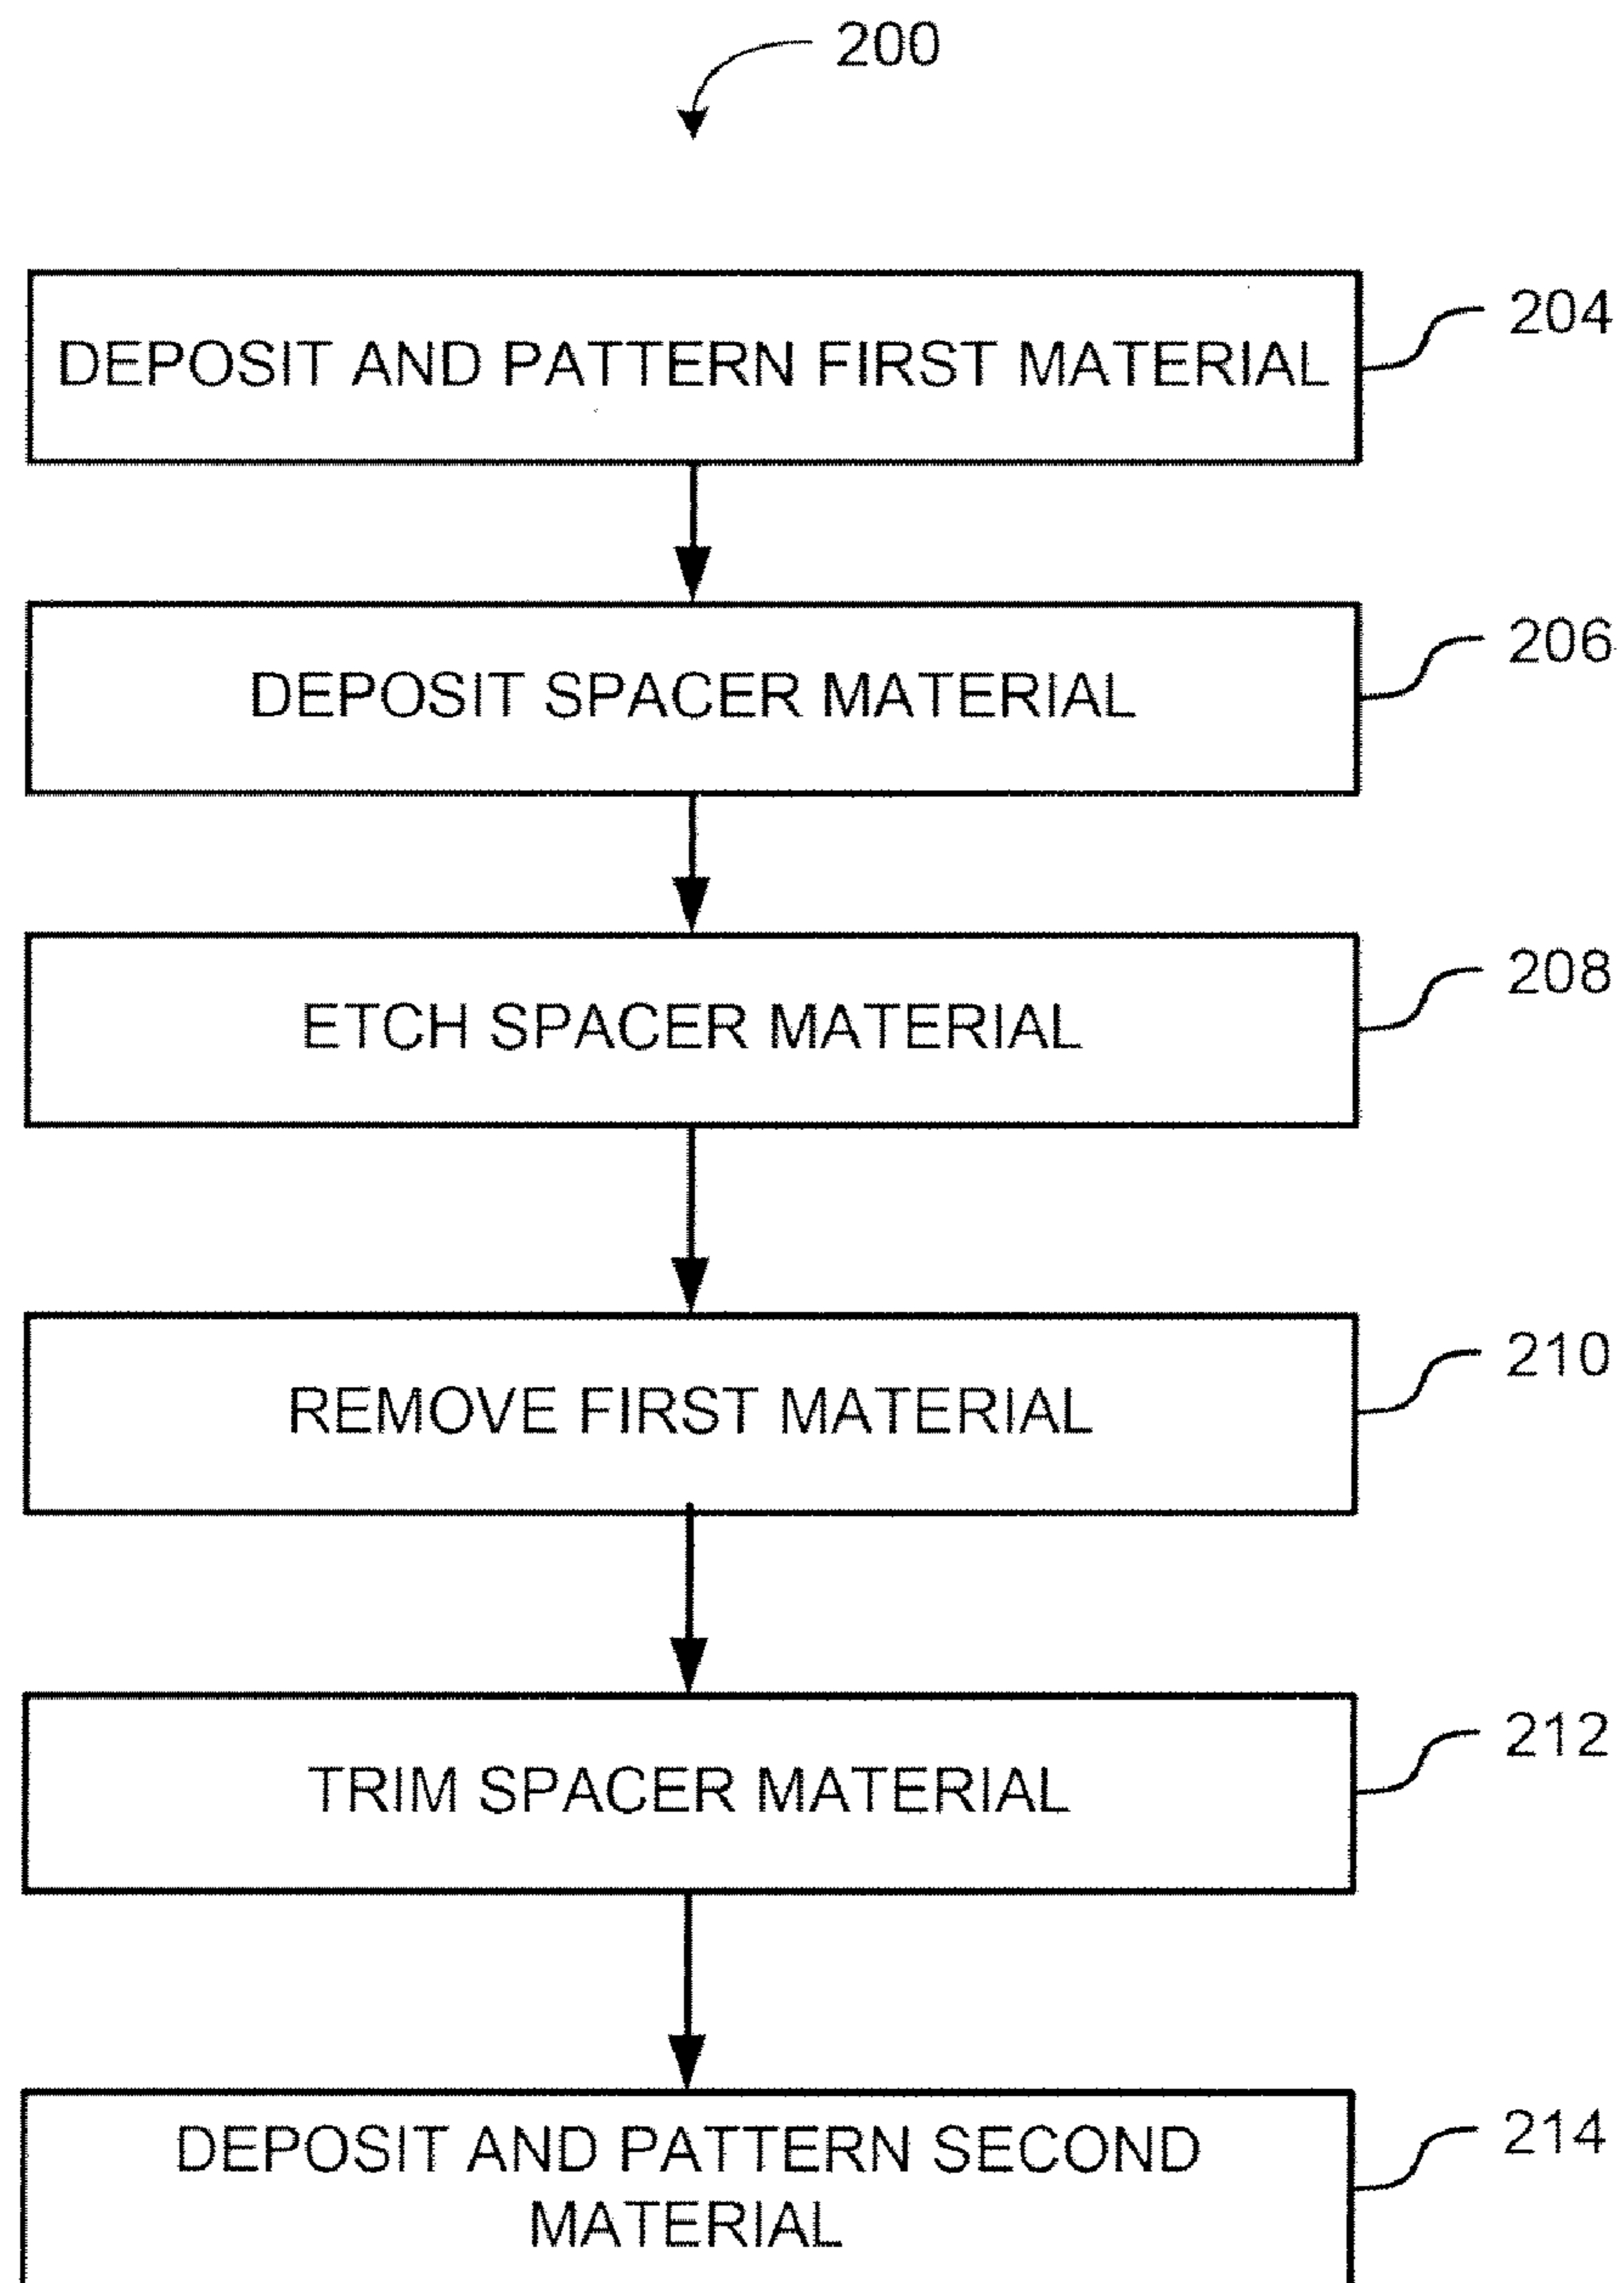 200
DEPOSIT AND PATTERN FIRST MATERIAL
204
DEPOSIT SPACER MATERIAL
206
ETCH SPACER MATERIAL
208
REMOVE FIRST MATERIAL
210
TRIM SPACER MATERIAL
212
DEPOSIT AND PATTERN SECOND
MATERIAL
214